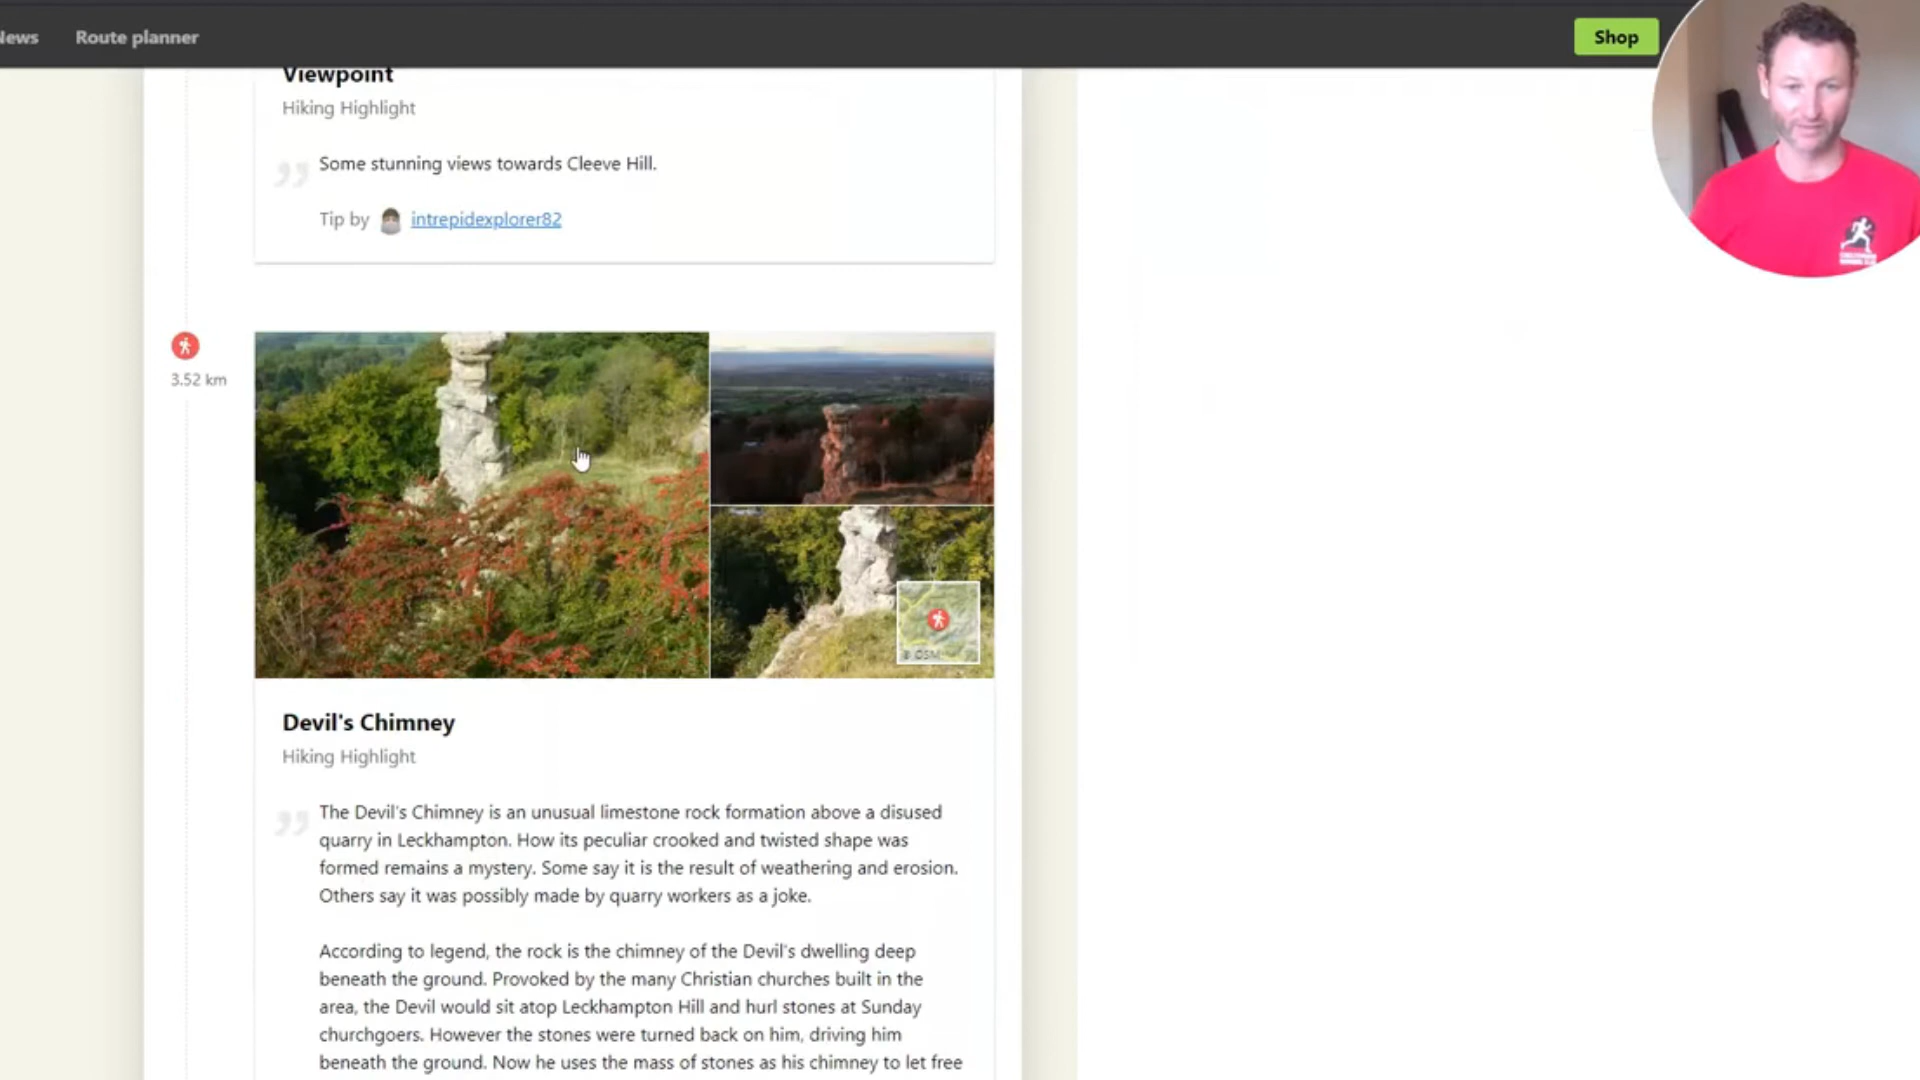 News
Route planner
Shop
Viewpoint
Hiking Highlight
Some stunning views towards Cleeve Hill.
Tip by intrepidexplorer82
3.52 km
© OSM
Devil's Chimney
Hiking Highlight
The Devil's Chimney is an unusual limestone rock formation above a disused
quarry in Leckhampton. How its peculiar crooked and twisted shape was
formed remains a mystery. Some say it is the result of weathering and erosion.
Others say it was possibly made by quarry workers as a joke.
According to legend, the rock is the chimney of the Devil's dwelling deep
beneath the ground. Provoked by the many Christian churches built in the
area, the Devil would sit atop Leckhampton Hill and hurl stones at Sunday
churchgoers. However the stones were turned back on him, driving him
beneath the ground. Now he uses the mass of stones as his chimney to let free